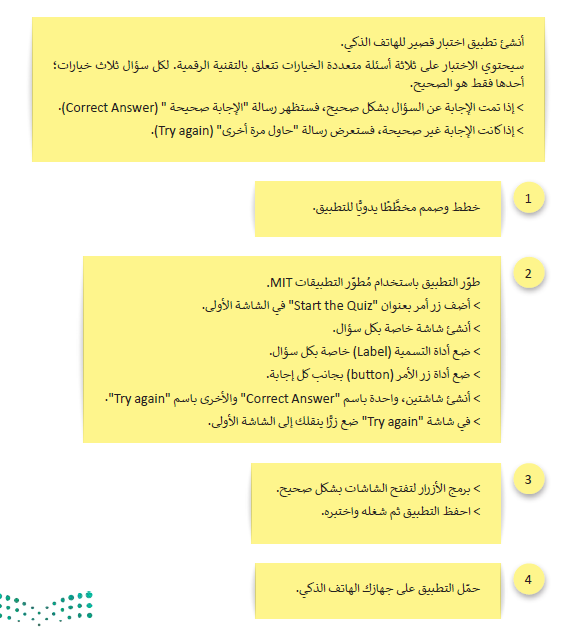 أنشئ تطبيق اختبار قصير للهاتف الذكي.
سيحتوي الاختبار على ثلاثة أسئلة متعددة الخيارات تتعلق بالتقنية الرقمية. لكل سؤال ثلاث خيارات؛
أحدها فقط هو الصحيح.
> إذا تمت الإجابة عن السؤال بشكل صحيح، فستظهر رسالة "الإجابة صحيحة " (Correct Answer).
> إذا كانت الإجابة غير صحيحة، فستعرض رسالة "حاول مرة أخرى" (Try again).
1
خطط وصمم مخطَّطًا يدويًّا للتطبيق.
2
طوّر التطبيق باستخدام مُطوّر التطبيقات MIT.
> أضف زر أمر بعنوان "Start the Quiz" في الشاشة الأولى.
> أنشئ شاشة خاصة بكل سؤال.
> ضع أداة التسمية (Label) خاصة بكل سؤال.
> ضع أداة زر الأمر (button) بجانب كل إجابة.
> أنشئ شاشتين، واحدة باسم "Correct Answer" والأخرى باسم "Try again".
> في شاشة "Try again" ضع زرًّا ينقلك إلى الشاشة الأولى.
3
> برمج الأزرار لتفتح الشاشات بشكل صحيح.
> احفظ التطبيق ثم شغله واختبره.
4
حمّل التطبيق على جهازك الهاتف الذكي.